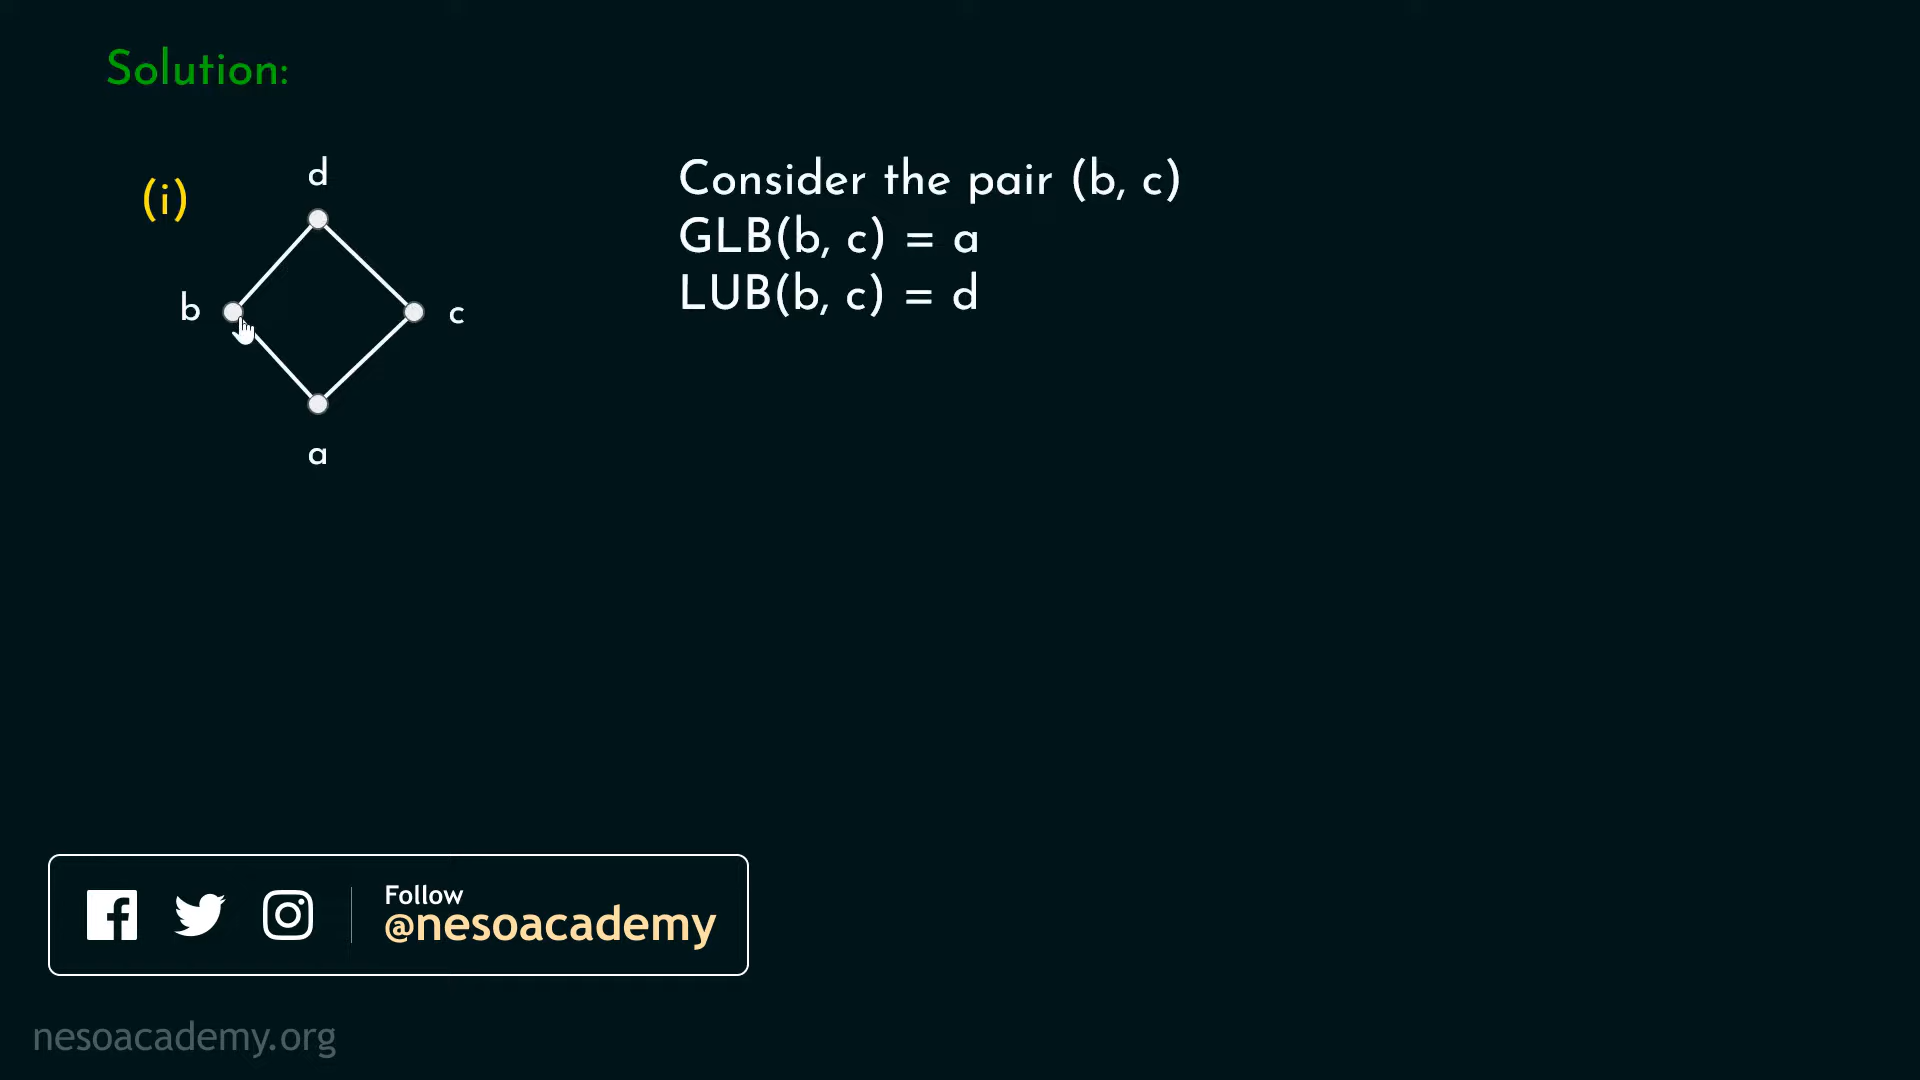 Solution:
(i)
d
b
c
a
Consider the pair (b, c)
GLB(b, c) = a
LUB(b, c) = d
Follow
@nesoacademy
nesoacademy.org